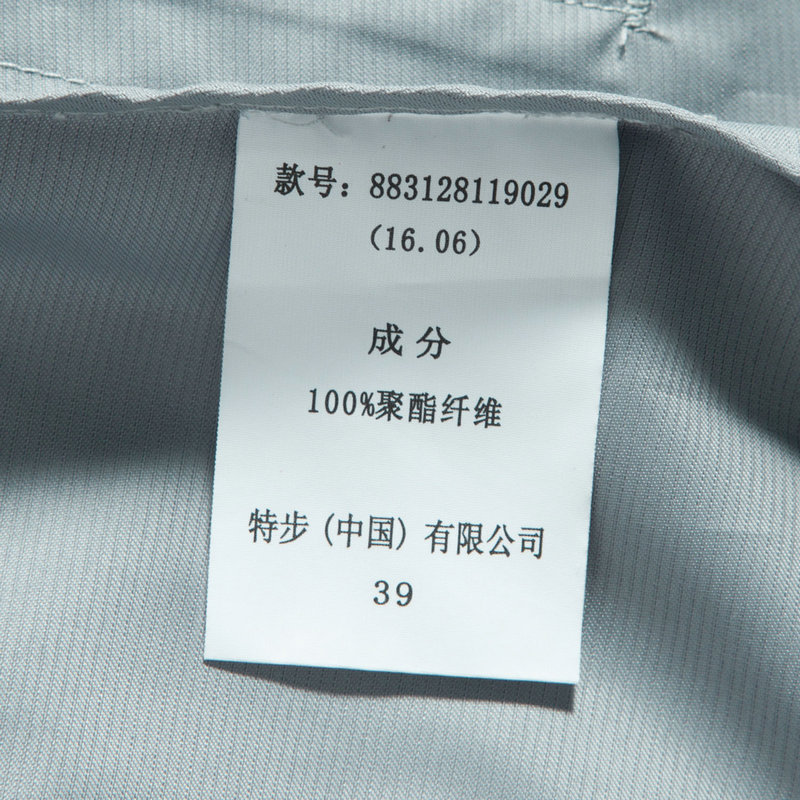 款号：883128119029
（16.06）
成 分
100%聚酯纤维
特步（中国）有限公司
39